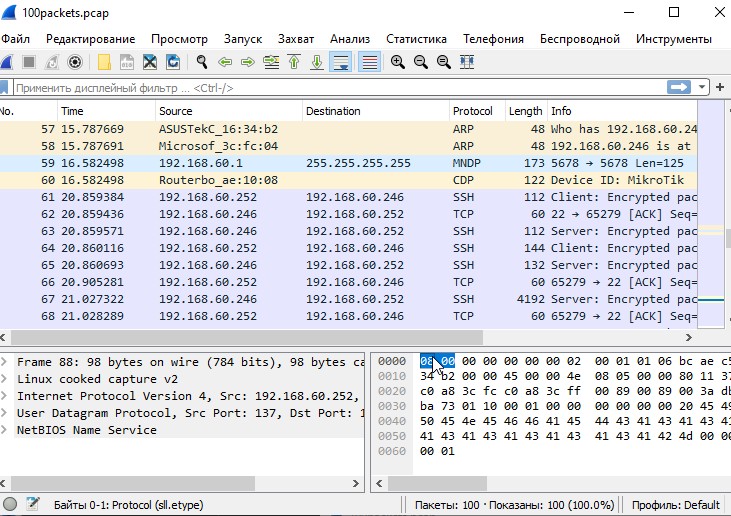 100packets.pcap
Файл Редактирование Просмотр Запуск Захват Анализ Статистика Телефония Беспроводной Инструменты
Применить дисплейный фильтр ... <Ctrl-/>
No. Time Source Destination Protocol Length Info
57 15.787669 ASUSTekC_16:34:b2 ARP 48 Who has 192.168.60.24
58 15.787691 Microsof_3c:fc:04 ARP 48 192.168.60.246 is at
59 16.582498 192.168.60.1 255.255.255.255 MNDP 173 5678 → 5678 Len=125
60 16.582498 Routerbo_ae:10:08 CDP 122 Device ID: MikroTik
61 20.859384 192.168.60.252 192.168.60.246 SSH 112 Client: Encrypted pac
62 20.859436 192.168.60.246 192.168.60.252 TCP 60 22 → 65279 [ACK] Seq=
63 20.859571 192.168.60.246 192.168.60.252 SSH 112 Server: Encrypted pac
64 20.860116 192.168.60.252 192.168.60.246 SSH 144 Client: Encrypted pac
65 20.860693 192.168.60.246 192.168.60.252 SSH 132 Server: Encrypted pac
66 20.905281 192.168.60.252 192.168.60.246 TCP 60 65279 → 22 [ACK] Seq=
67 21.027322 192.168.60.246 192.168.60.252 SSH 4192 Server: Encrypted pac
68 21.028289 192.168.60.252 192.168.60.246 TCP 60 65279 → 22 [ACK] Seq=
Frame 88: 98 bytes on wire (784 bits), 98 bytes ca
Linux cooked capture v2
Internet Protocol Version 4, Src: 192.168.60.252,
User Datagram Protocol, Src Port: 137, Dst Port: 1
NetBIOS Name Service
0000 08 00 00 00 00 00 00 02 00 01 01 06 bc ae c5
0010 34 b2 00 00 45 00 00 4e 08 05 00 00 80 11 37
0020 c0 a8 3c fc c0 a8 3c ff 00 89 00 89 00 3a db
0030 ba 73 01 10 00 01 00 00 00 00 00 00 20 45 49
0040 50 45 4e 45 46 46 41 45 44 43 41 43 41 43 41
0050 41 43 41 43 41 43 41 43 41 43 41 42 4d 00 00
0060 00 01
Байты 0-1: Protocol (sll.etype) Пакеты: 100 · Показаны: 100 (100.0%) Профиль: Default